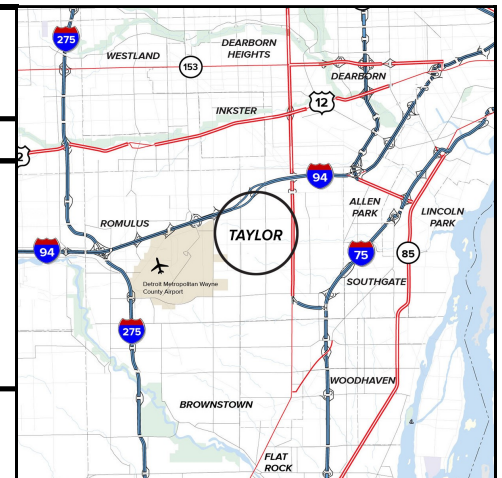 275
WESTLAND
DEARBORN
HEIGHTS
153
DEARBORN
12
INKSTER
2
94
ROMULUS
TAYLOR
ALLEN
PARK
LINCOLN
PARK
94
75
85
Detroit Metropolitan Wayne
County Airport
SOUTHGATE
275
WOODHAVEN
BROWNSTOWN
FLAT
ROCK